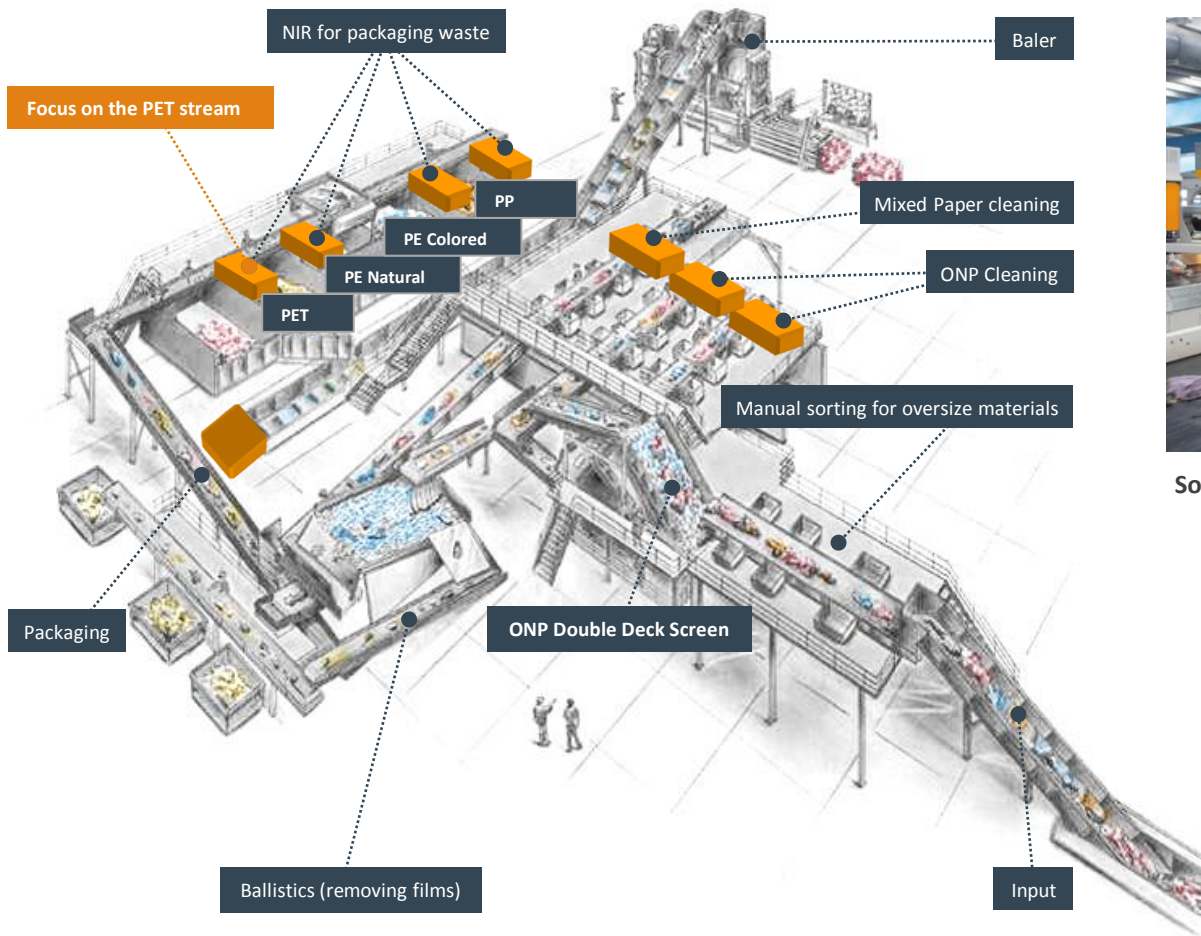 NIR for packaging waste
Baler
Focus on the PET stream
Mixed Paper cleaning
PP
PE Colored
ONP Cleaning
PE Natural
PET
Manual sorting for oversize materials
So
Packaging
ONP Double Deck Screen
Ballistics (removing films)
Input